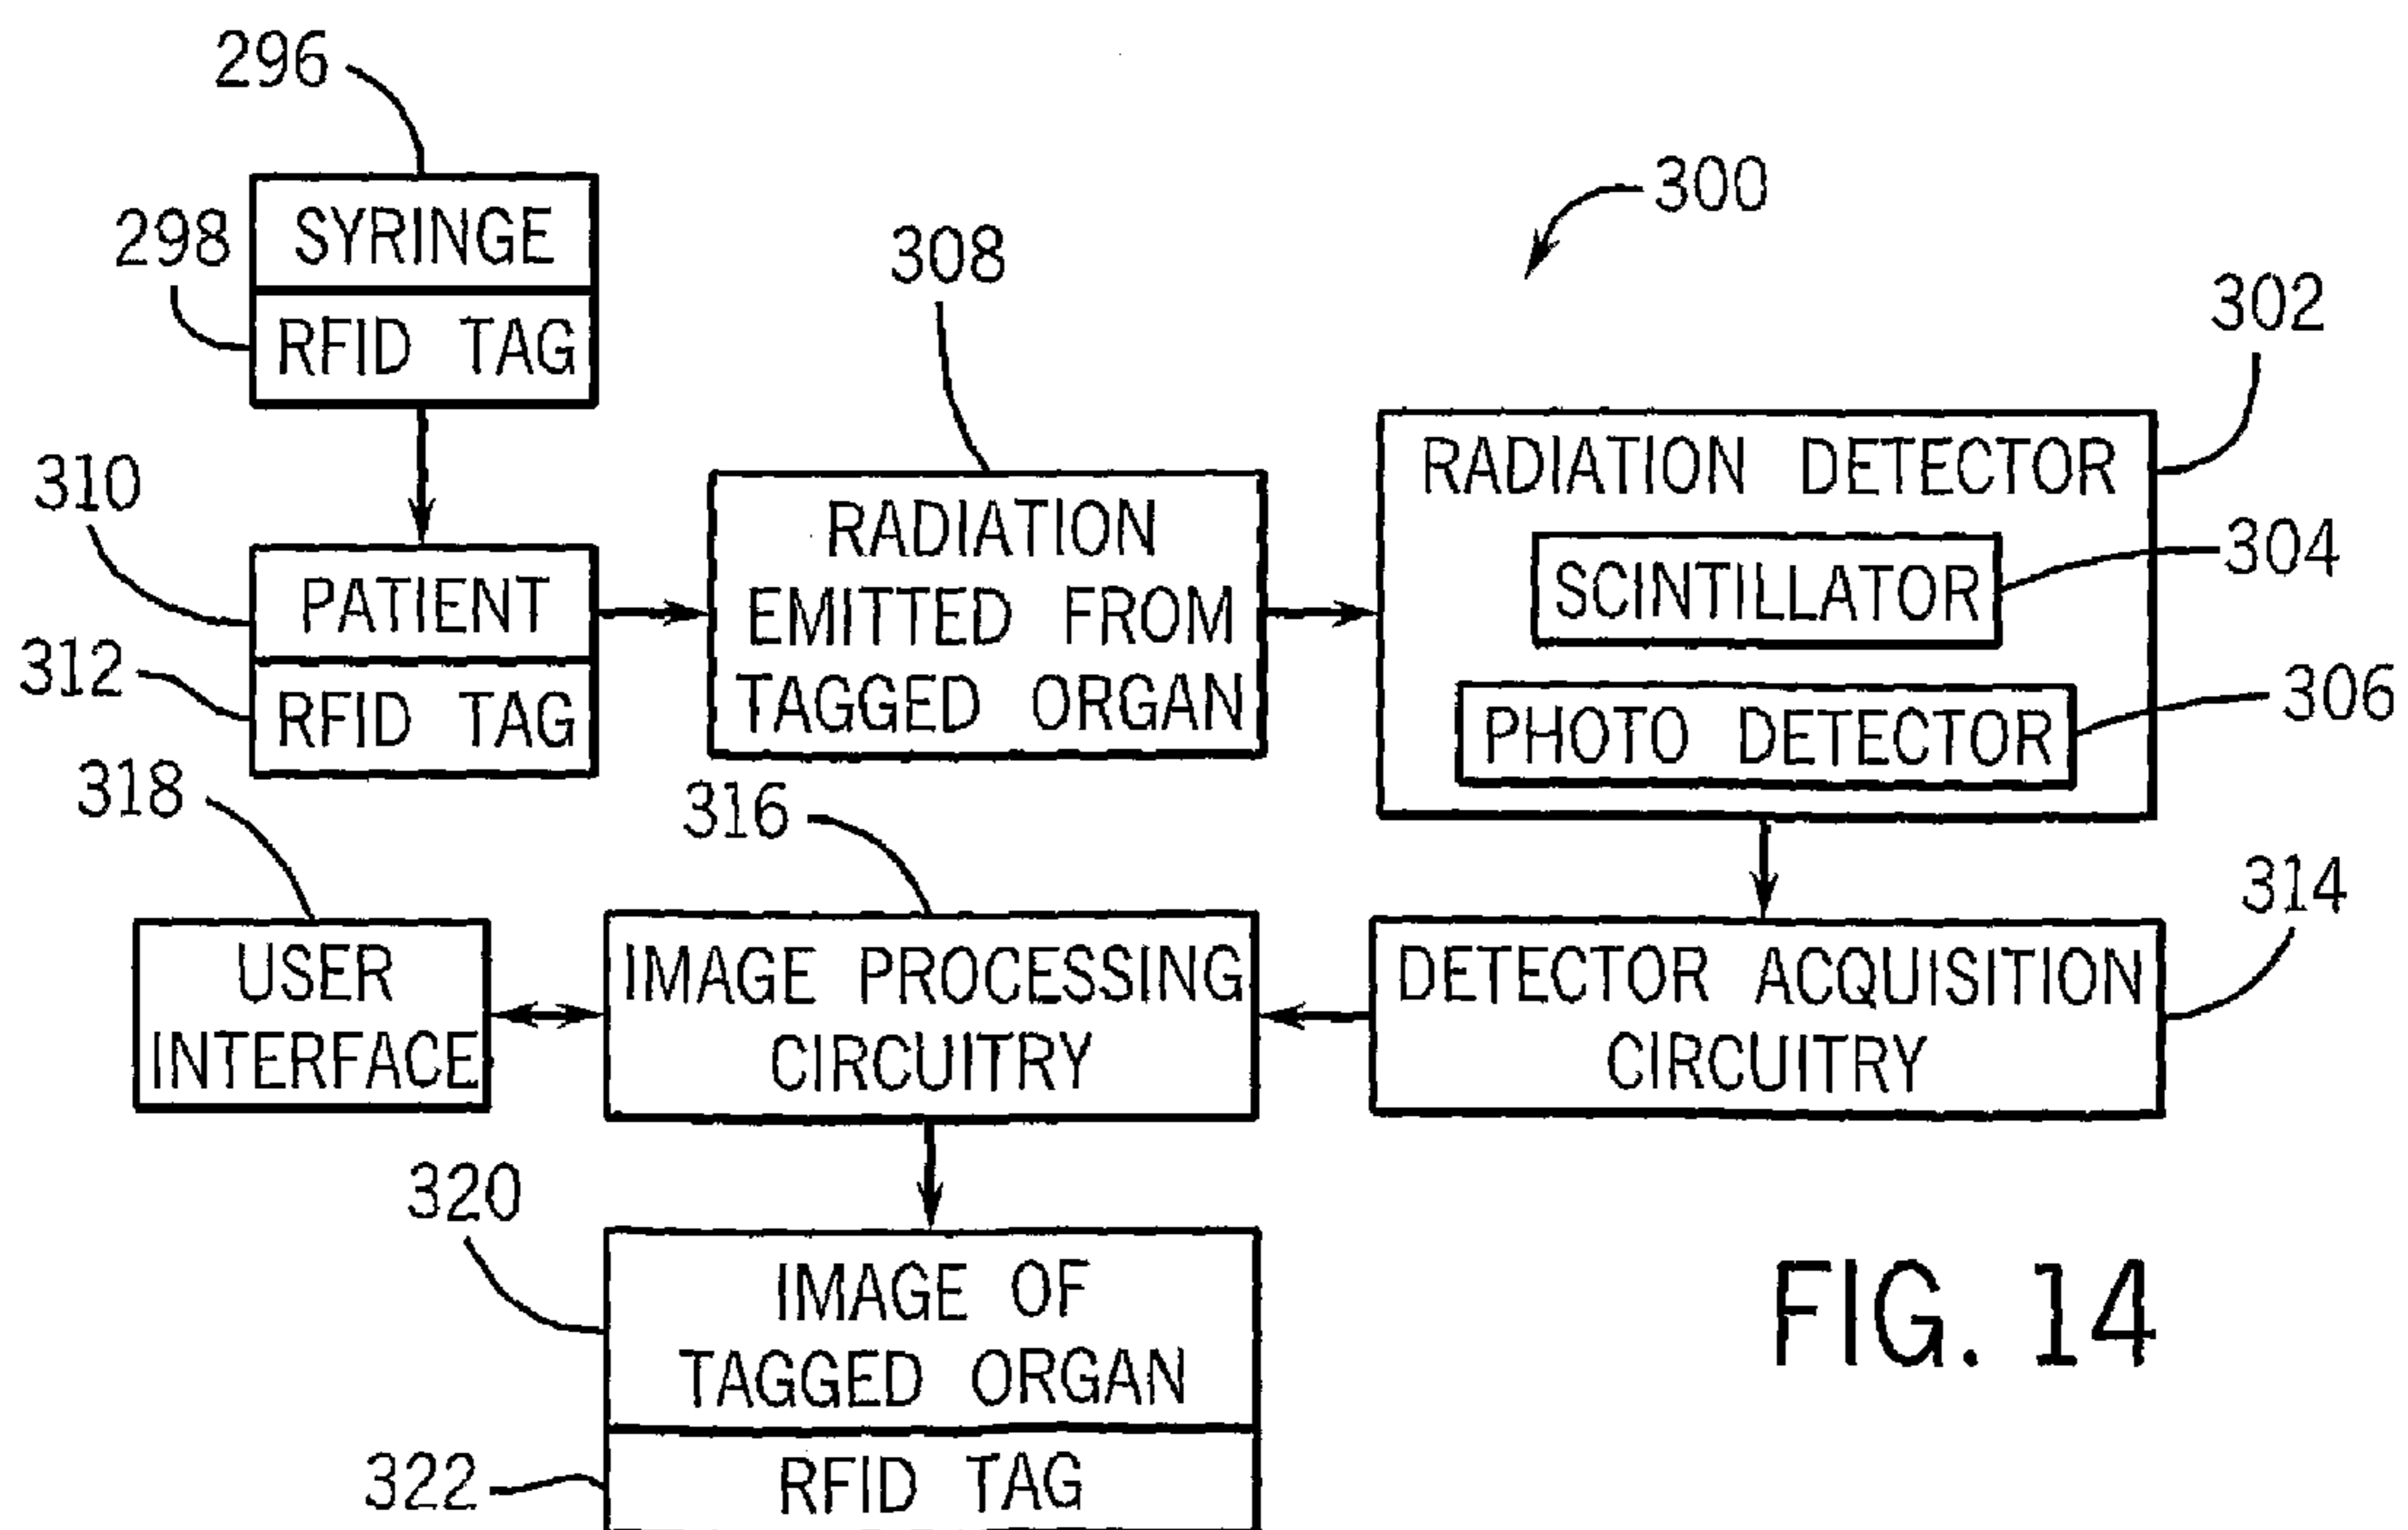 296
SYRINGE
298
RFID TAG
300
308
302
310
PATIENT
312
RFID TAG
RADIATION
EMITTED FROM
TAGGED ORGAN
RADIATION DETECTOR
SCINTILLATOR
304
PHOTO DETECTOR
306
318
USER
INTERFACE
316
IMAGE PROCESSING
CIRCUITRY
314
DETECTOR ACQUISITION
CIRCUITRY
320
IMAGE OF
TAGGED ORGAN
322
RFID TAG
FIG. 14